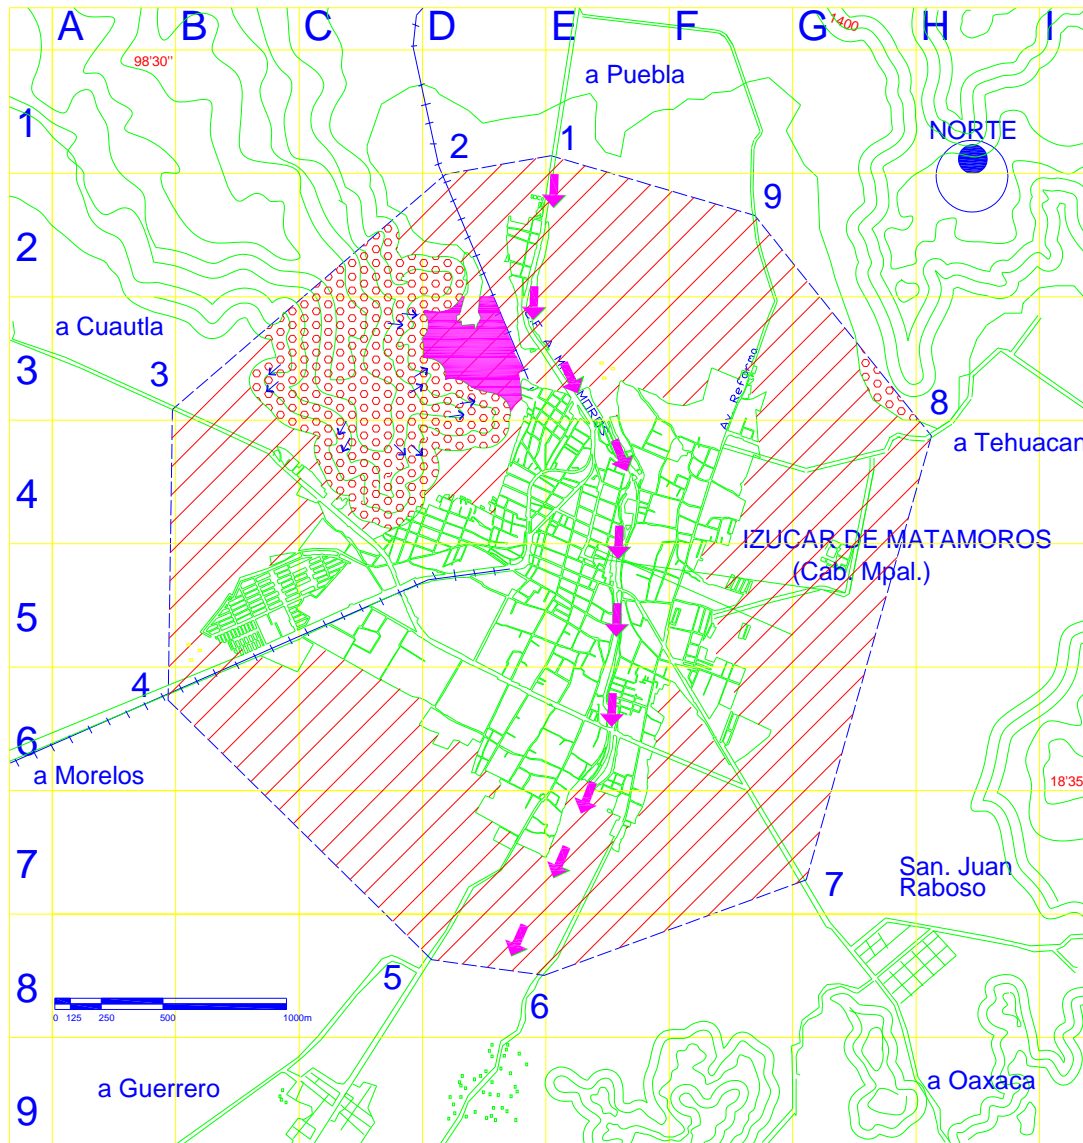 A B C D E F G H I
1400
98'30''
a Puebla
1
NORTE
1
2
9
2
a Cuautla
3
3
8
MOROS
Av Reforma
a Tehuacan
4
IZUCAR DE MATAMOROS
(Cab. Mpal.)
5
4
6
a Morelos
18'35
7
7
San. Juan
Raboso
5
8
6
0 125 250 500 1000m
a Guerrero
a Oaxaca
9